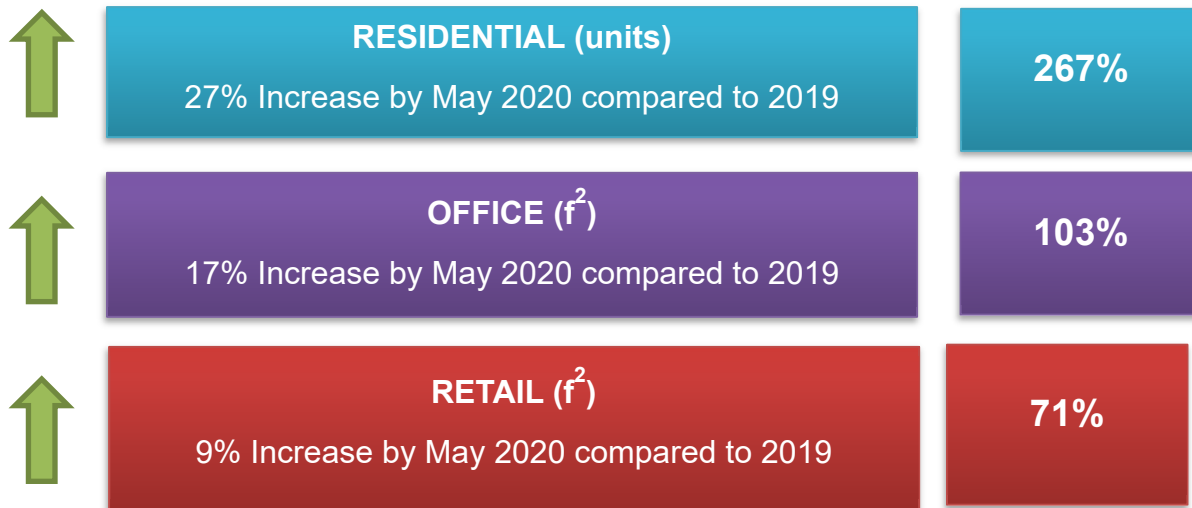 RESIDENTIAL (units)
27% Increase by May 2020 compared to 2019
267%
OFFICE (f²)
17% Increase by May 2020 compared to 2019
103%
RETAIL (f²)
9% Increase by May 2020 compared to 2019
71%